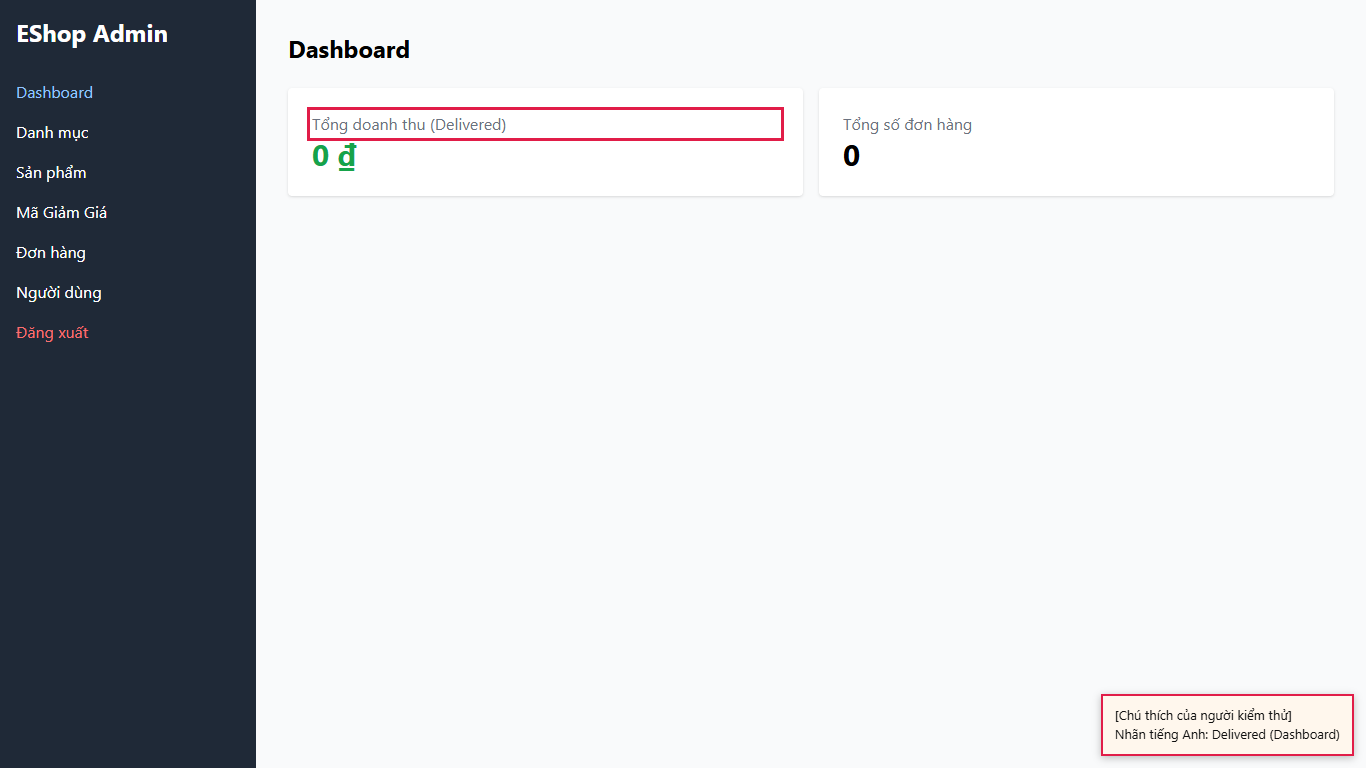 EShop Admin
Dashboard
Danh mục
Sản phẩm
Mã Giảm Giá
Đơn hàng
Người dùng
Đăng xuất
Dashboard
Tổng doanh thu (Delivered)
0 ₫
Tổng số đơn hàng
0
[Chú thích của người kiểm thử]
Nhãn tiếng Anh: Delivered (Dashboard)